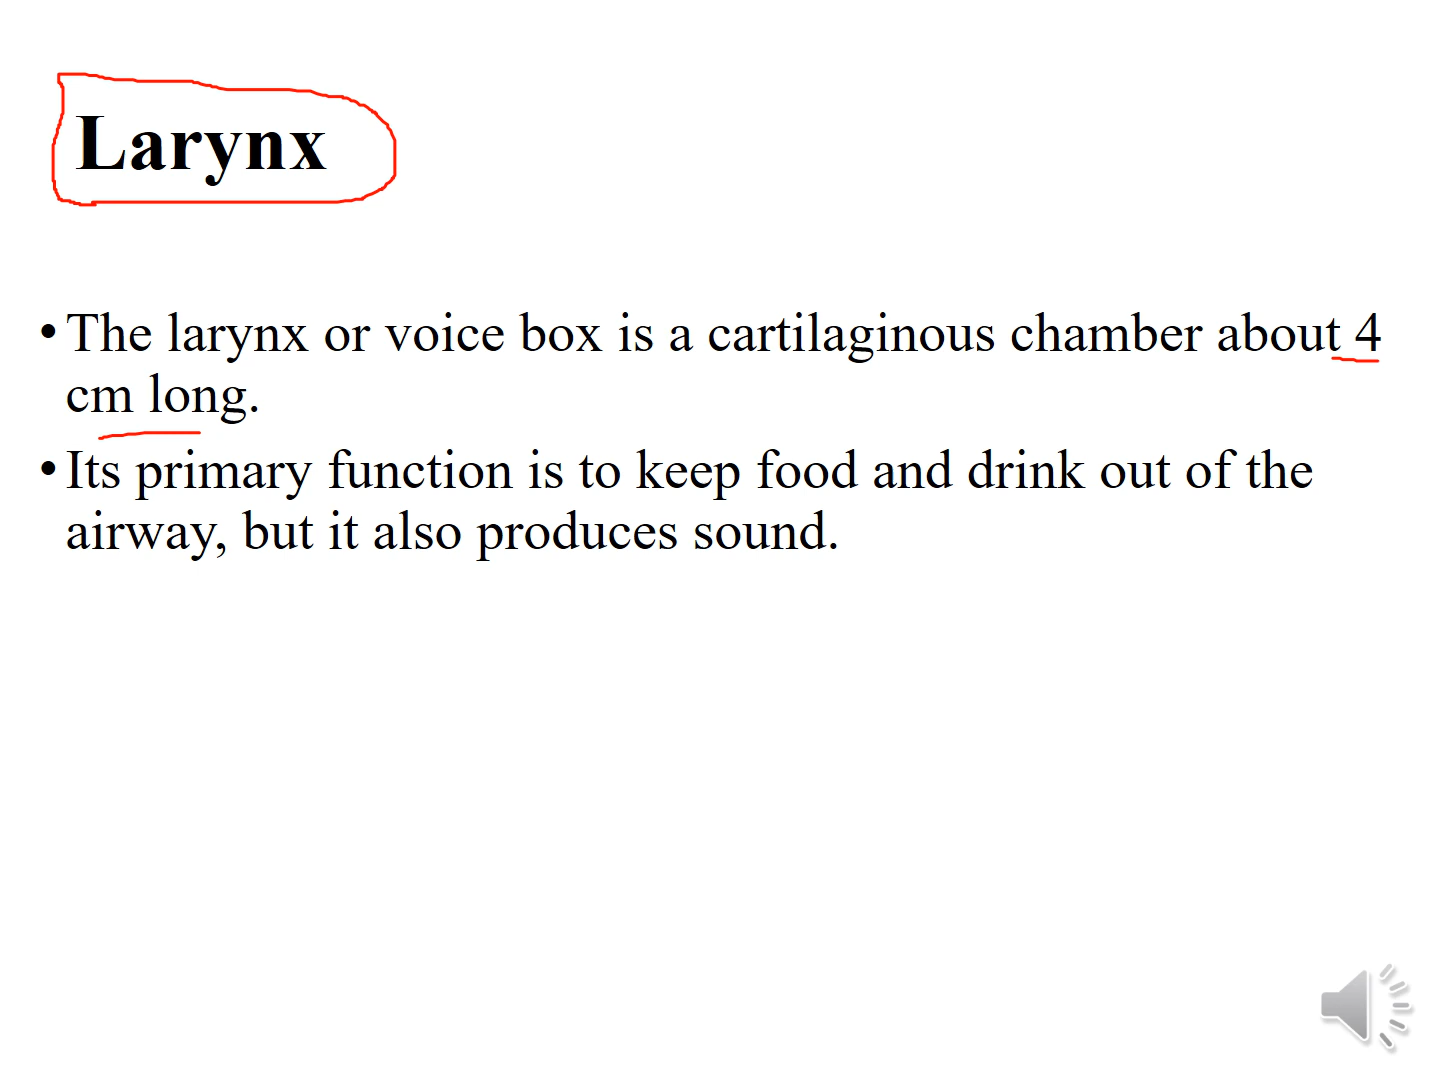 Larynx
• The larynx or voice box is a cartilaginous chamber about 4
cm long.
• Its primary function is to keep food and drink out of the
airway, but it also produces sound.